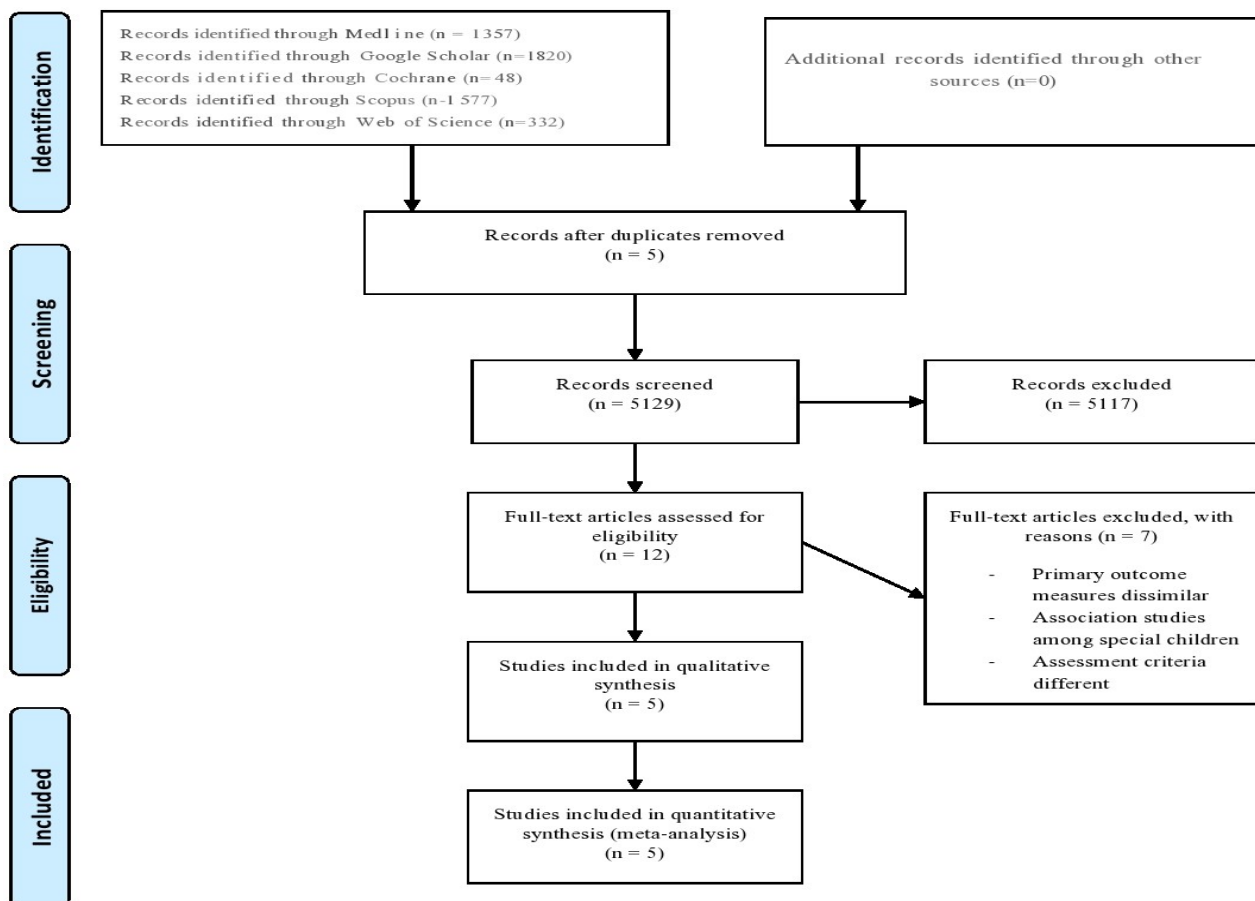 Identification
Records identified through Medline (n = 1357)
Records identified through Google Scholar (n=1820)
Records identified through Cochrane (n=48)
Records identified through Scopus (n-1577)
Records identified through Web of Science (n=332)
Additional records identified through other
sources (n=0)
Records after duplicates removed
(n = 5)
Screening
Records screened
(n = 5129)
Records excluded
(n = 5117)
Eligibility
Full-text articles assessed for
eligibility
(n = 12)
Full-text articles excluded, with
reasons (n = 7)
- Primary outcome
measures dissimilar
- Association studies
among special children
- Assessment criteria
different
Studies included in qualitative
synthesis
(n = 5)
Included
Studies included in quantitative
synthesis (meta-analysis)
(n = 5)